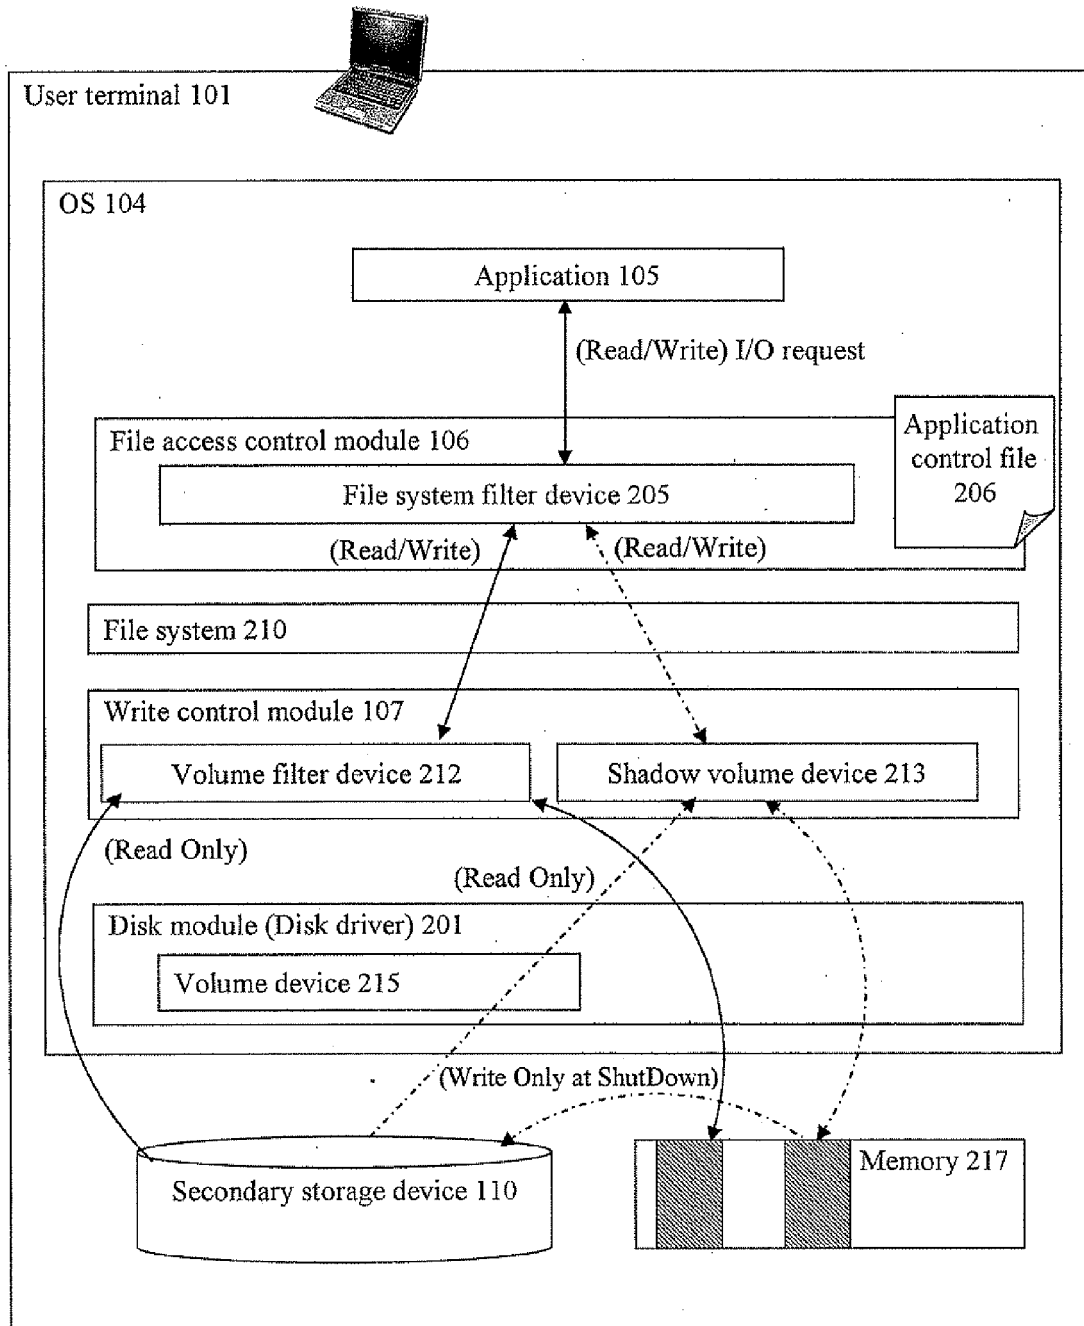 User terminal 101
OS 104
Application 105
(Read/Write) I/O request
File access control module 106
Application
control file
206
File system filter device 205
(Read/Write)
(Read/Write)
File system 210
Write control module 107
Volume filter device 212
Shadow volume device 213
(Read Only)
(Read Only)
Disk module (Disk driver) 201
Volume device 215
(Write Only at ShutDown)
Secondary storage device 110
Memory 217